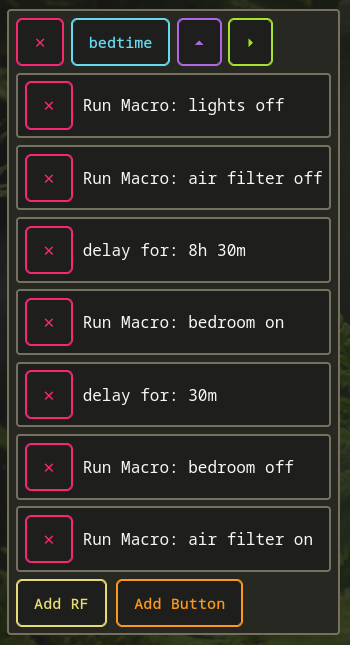 × bedtime
× Run Macro: lights off
× Run Macro: air filter off
× delay for: 8h 30m
× Run Macro: bedroom on
× delay for: 30m
× Run Macro: bedroom off
× Run Macro: air filter on
Add RF Add Button